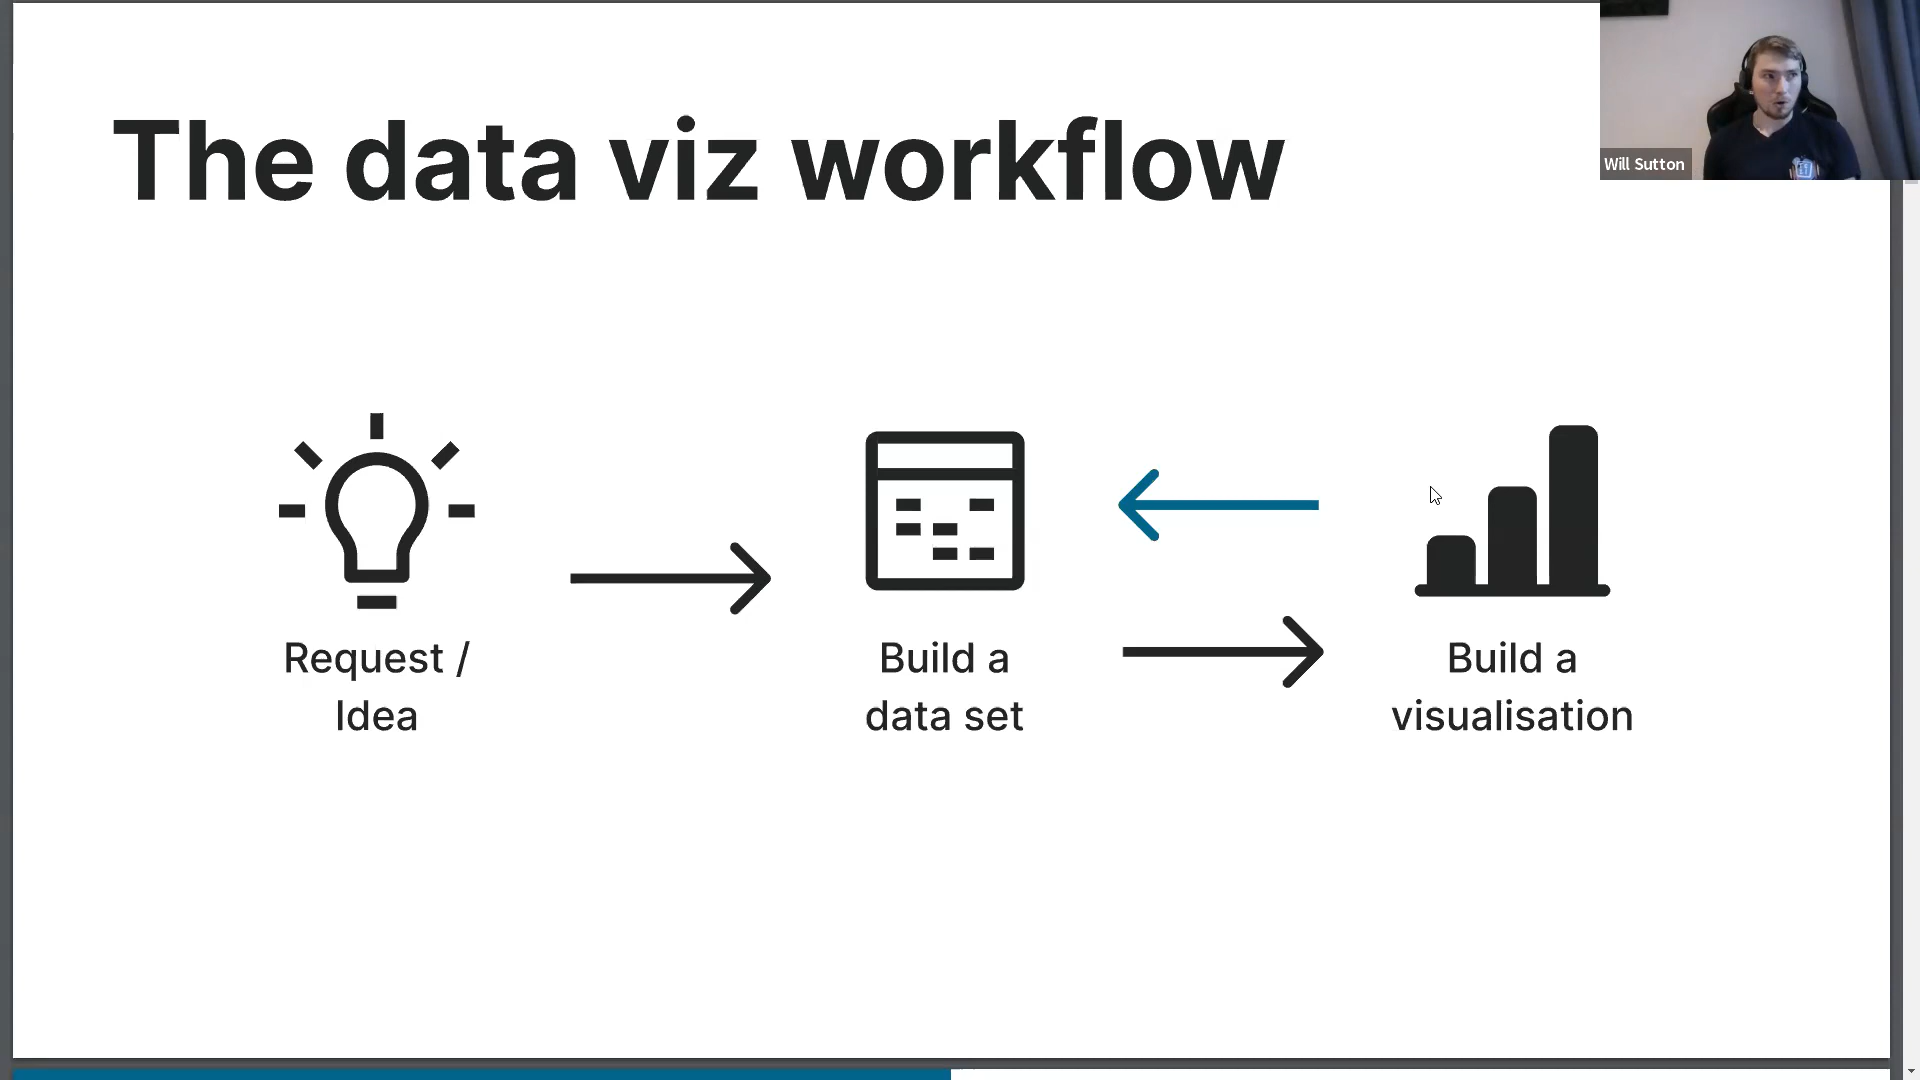 The data viz workflow
Will Sutton
Request /
Idea
Build a
data set
Build a
visualisation